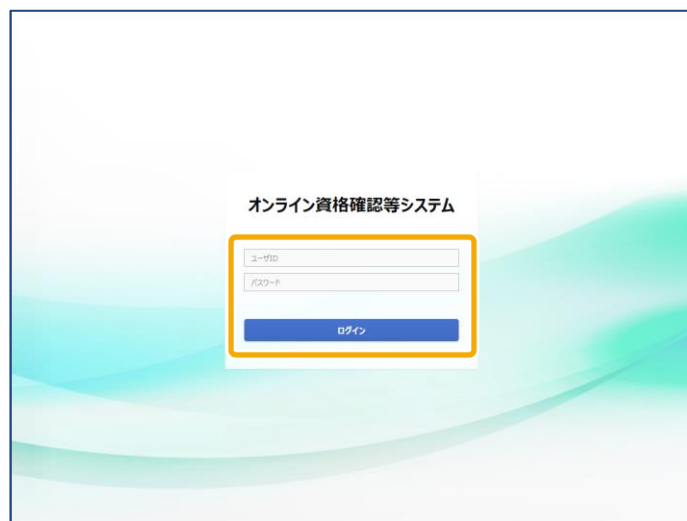 オンライン資格確認等システム
ユーザID
パスワード
ログイン